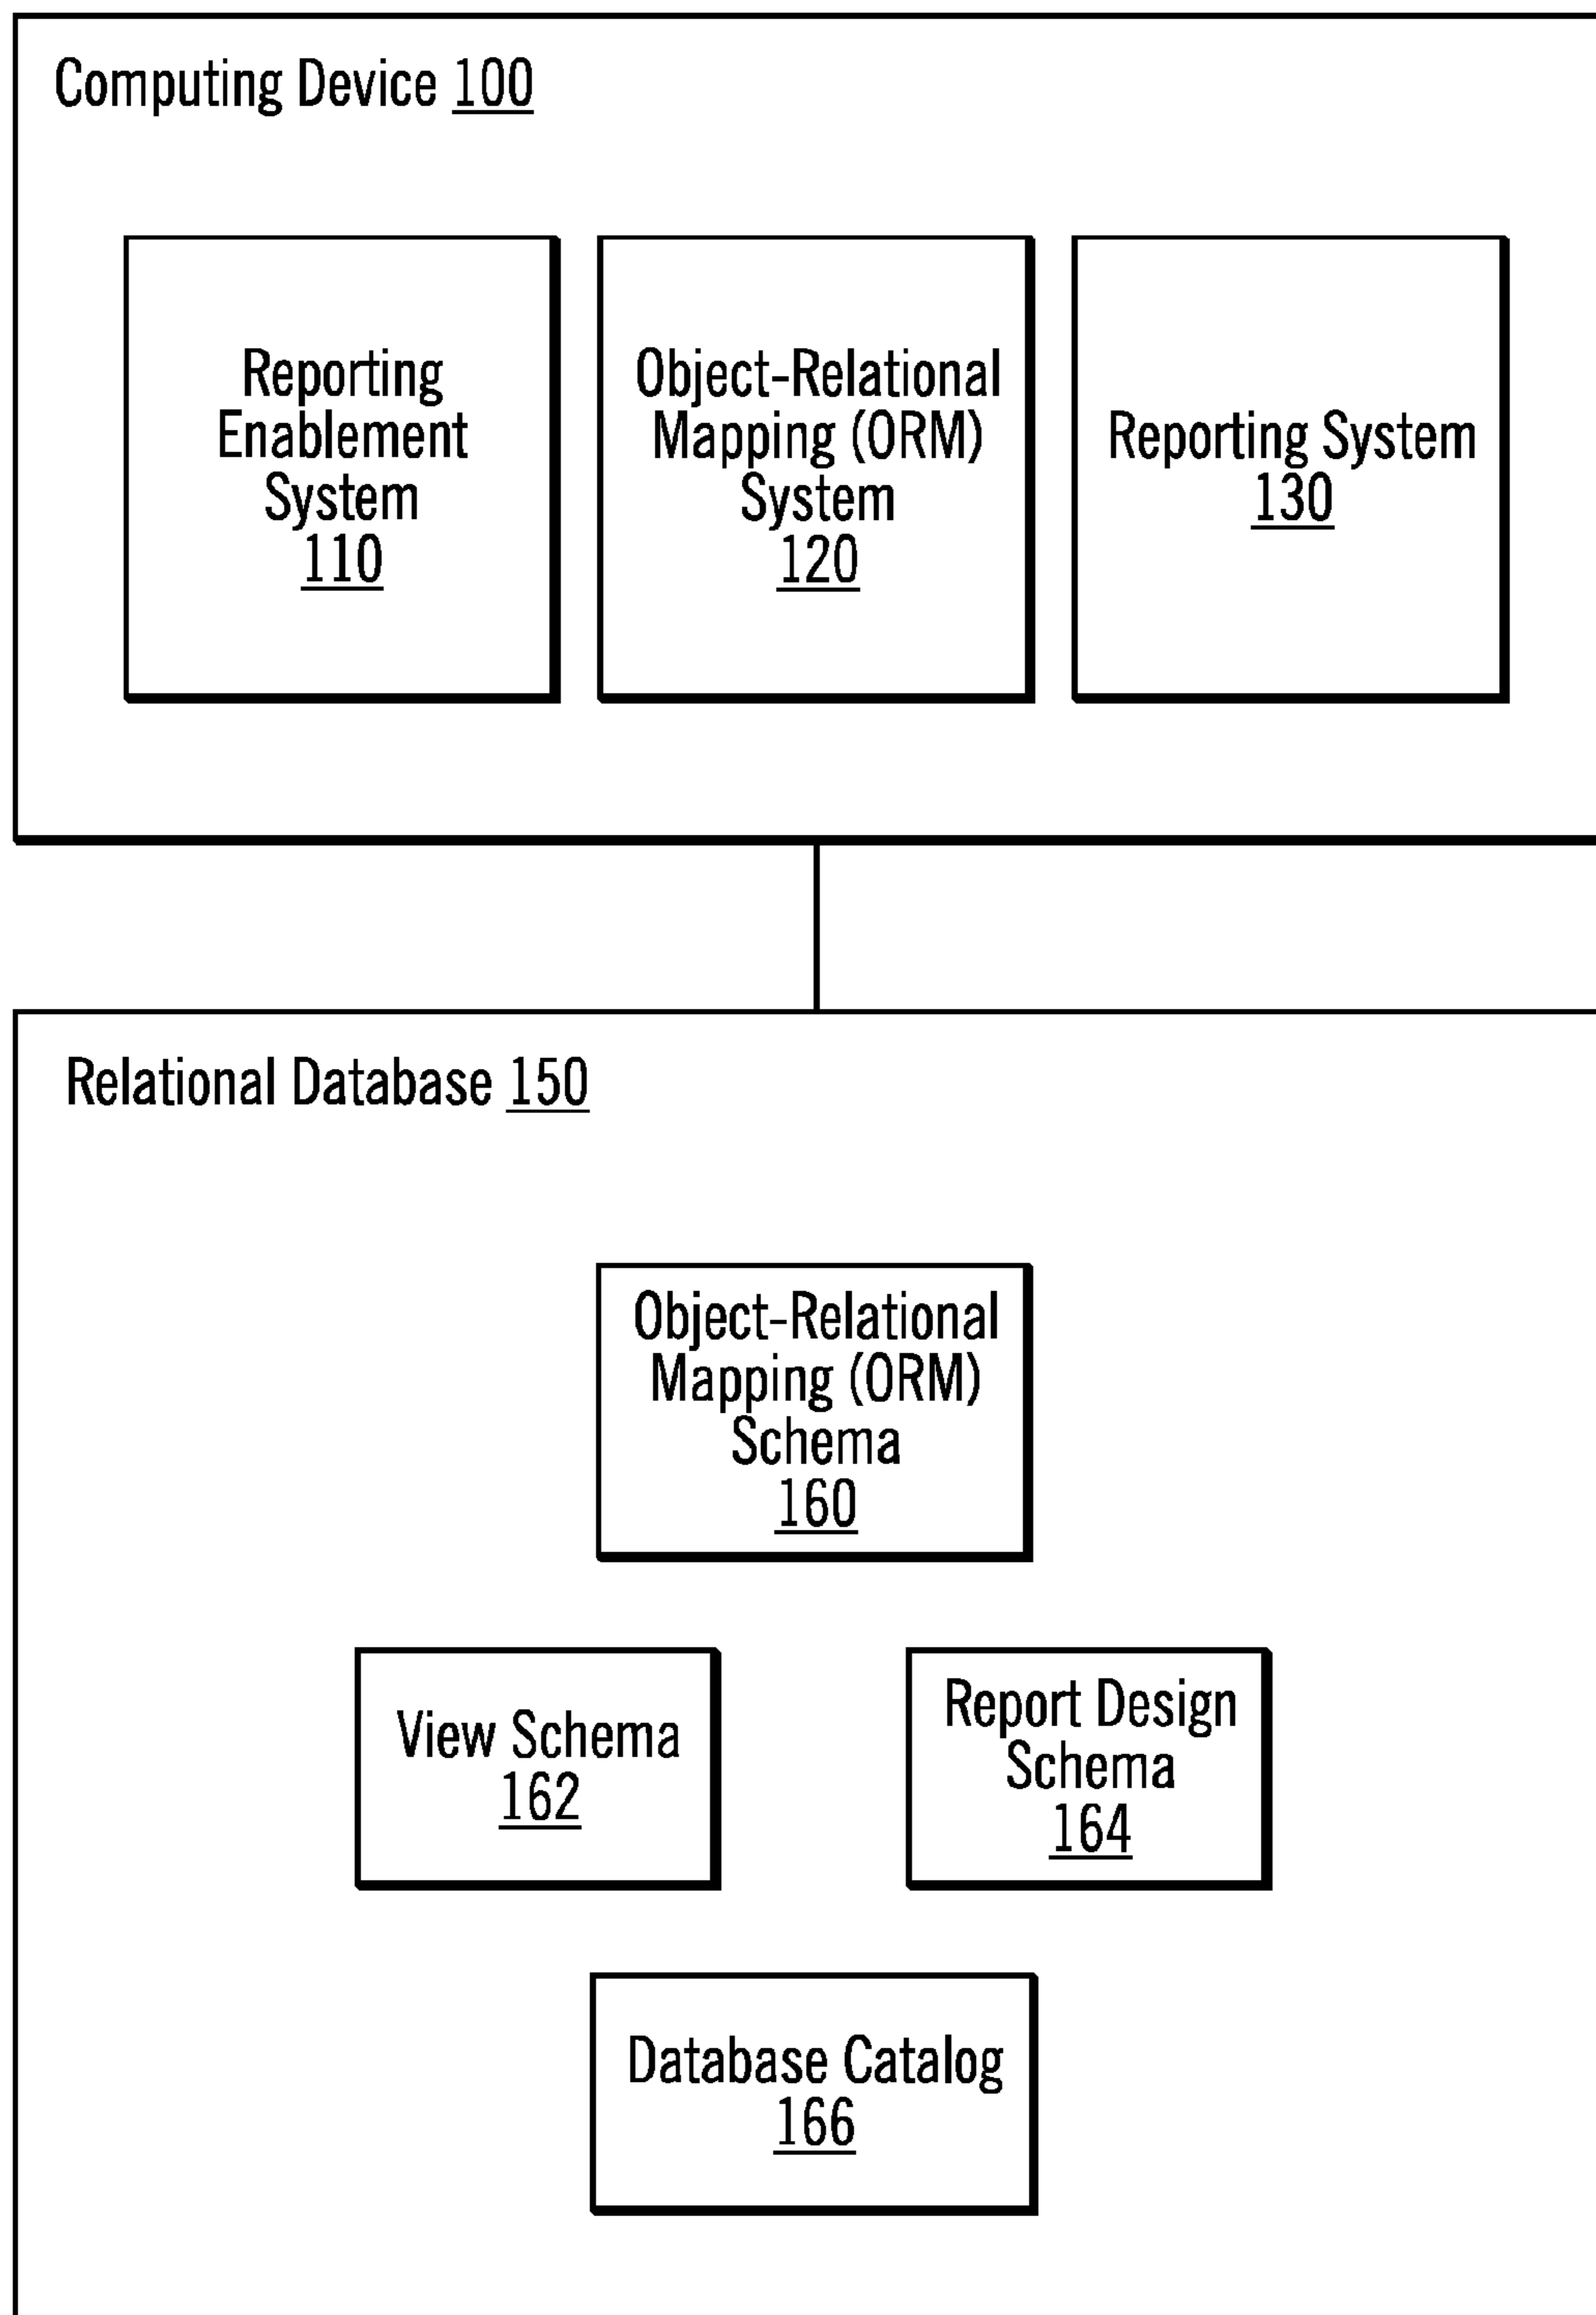 Computing Device 100
Reporting
Enablement
System
110
Object-Relational
Mapping (ORM)
System
120
Reporting System
130
Relational Database 150
Object-Relational
Mapping (ORM)
Schema
160
View Schema
162
Report Design
Schema
164
Database Catalog
166